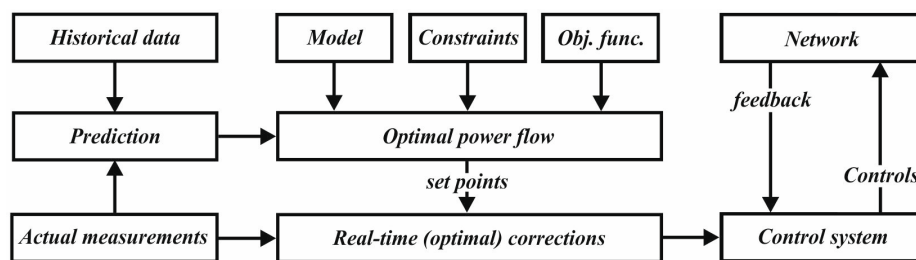 Historical data
Model
Constraints
Obj. func.
Network
feedback
Prediction
Optimal power flow
set points
Controls
Actual measurements
Real-time (optimal) corrections
Control system